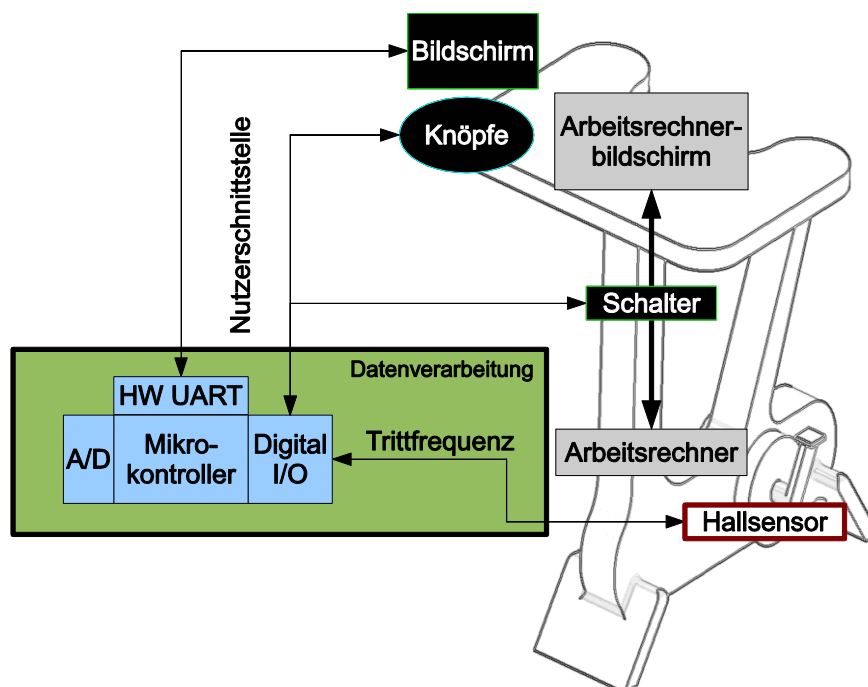 Bildschirm
Knöpfe
Arbeitsrechner-
bildschirm
Nutzerschnittstelle
Schalter
Datenverarbeitung
HW UART
A/D
Mikro-
kontroller
Digital
I/O
Trittfrequenz
Arbeitsrechner
Hallsensor